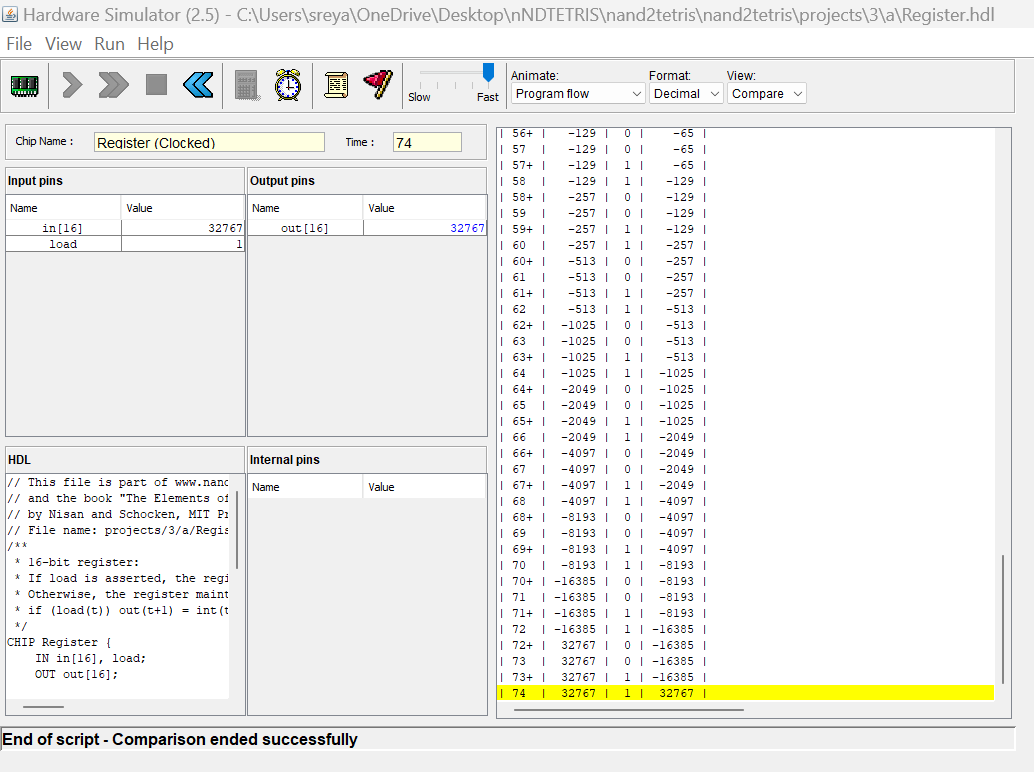 Hardware Simulator (2.5) - C:\Users\sreya\OneDrive\Desktop\nNDTETRIS\nand2tetris\nand2tetris\projects\3\a\Register.hdl
File View Run Help
Slow Fast
Animate: Format: View:
Program flow Decimal Compare
Chip Name : Register (Clocked) Time : 74
Input pins
Name Value
in[16] 32767
load 1
Output pins
Name Value
out[16] 32767
HDL
// This file is part of www.nand
// and the book "The Elements of
// by Nisan and Schocken, MIT Pr
// File name: projects/3/a/Regis
/**
* 16-bit register:
* If load is asserted, the regi
* Otherwise, the register maint
* if (load(t)) out(t+1) = int(t
*/
CHIP Register {
IN in[16], load;
OUT out[16];
Internal pins
Name Value
| 56+ | -129 | 0 | -65 |
| 57 | -129 | 0 | -65 |
| 57+ | -129 | 1 | -65 |
| 58 | -129 | 1 | -129 |
| 58+ | -257 | 0 | -129 |
| 59 | -257 | 0 | -129 |
| 59+ | -257 | 1 | -129 |
| 60 | -257 | 1 | -257 |
| 60+ | -513 | 0 | -257 |
| 61 | -513 | 0 | -257 |
| 61+ | -513 | 1 | -257 |
| 62 | -513 | 1 | -513 |
| 62+ | -1025 | 0 | -513 |
| 63 | -1025 | 0 | -513 |
| 63+ | -1025 | 1 | -513 |
| 64 | -1025 | 1 | -1025 |
| 64+ | -2049 | 0 | -1025 |
| 65 | -2049 | 0 | -1025 |
| 65+ | -2049 | 1 | -1025 |
| 66 | -2049 | 1 | -2049 |
| 66+ | -4097 | 0 | -2049 |
| 67 | -4097 | 0 | -2049 |
| 67+ | -4097 | 1 | -2049 |
| 68 | -4097 | 1 | -4097 |
| 68+ | -8193 | 0 | -4097 |
| 69 | -8193 | 0 | -4097 |
| 69+ | -8193 | 1 | -4097 |
| 70 | -8193 | 1 | -8193 |
| 70+ | -16385 | 0 | -8193 |
| 71 | -16385 | 0 | -8193 |
| 71+ | -16385 | 1 | -8193 |
| 72 | -16385 | 1 | -16385 |
| 72+ | 32767 | 0 | -16385 |
| 73 | 32767 | 0 | -16385 |
| 73+ | 32767 | 1 | -16385 |
| 74 | 32767 | 1 | 32767 |
End of script - Comparison ended successfully